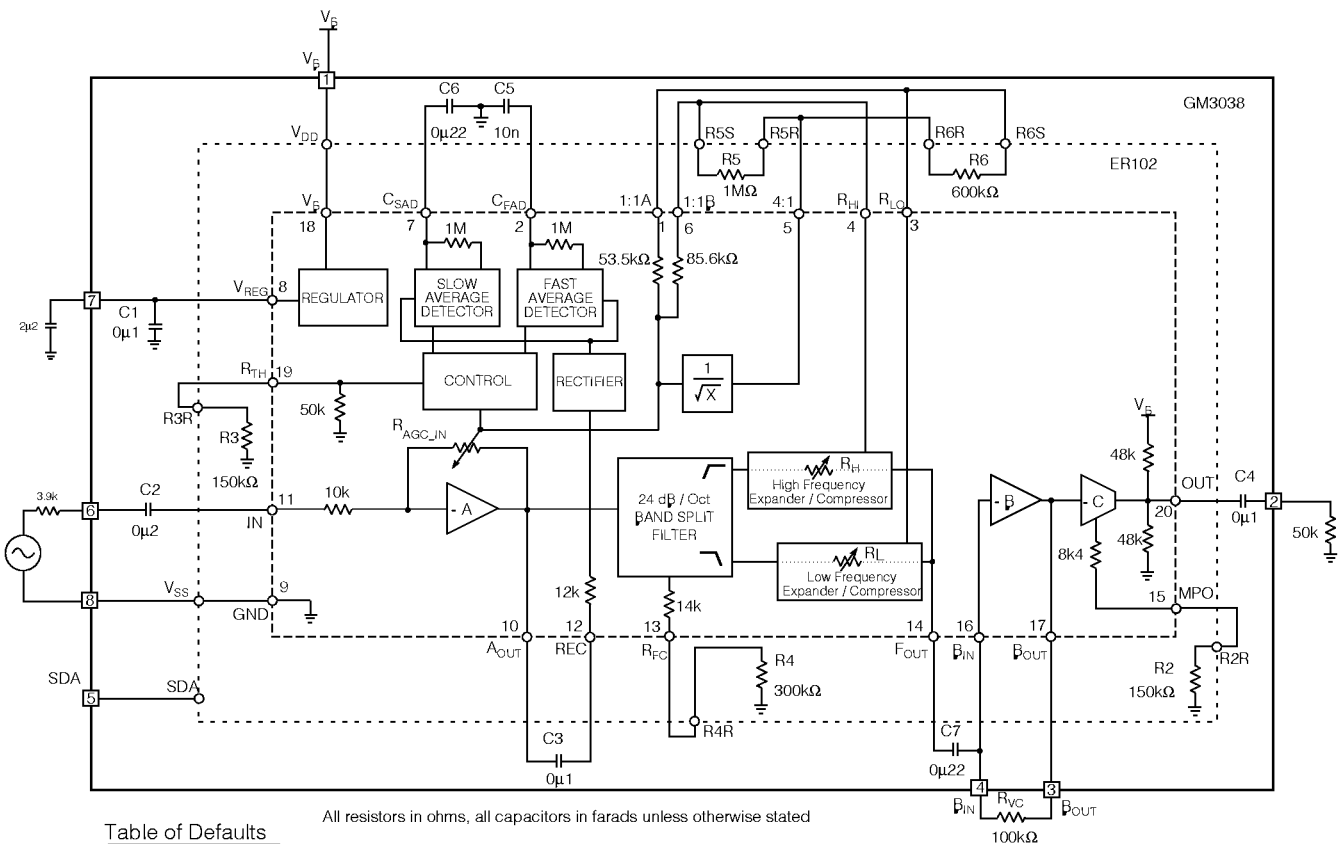 VB
VB
1
C6
C5
GM3038
0µ22
10n
VDD
R5S
R5R
R6R
R6S
R5
1MΩ
R6
600kΩ
ER102
VB
CSAD
CFAD
1:1A
1:1B
4:1
RHI
RLO
18
7
2
1
6
5
4
3
1M
1M
53.5kΩ
85.6kΩ
VREG
8
REGULATOR
SLOW
AVERAGE
DETECTOR
FAST
AVERAGE
DETECTOR
7
C1
0µ1
2µ2
RTH
19
CONTROL
RECTIFIER
1
√X
50k
R3R
R3
150kΩ
RAGC_IN
VB
48k
RH
High Frequency
Expander / Compressor
24 dB / Oct
BAND SPLIT
FILTER
3.9k
6
C2
0µ2
11
IN
10k
- A
- B
- C
OUT
20
C4
0µ1
2
50k
48k
8k4
RL
Low Frequency
Expander / Compressor
8
VSS
9
GND
12k
14k
15
MPO
10
12
13
14
16
17
AOUT
REC
RFC
FOUT
BIN
BOUT
R2R
R2
150kΩ
R4
300kΩ
SDA
5
SDA
R4R
C3
0µ1
C7
0µ22
4
3
BIN
RVC
BOUT
100kΩ
All resistors in ohms, all capacitors in farads unless otherwise stated
Table of Defaults